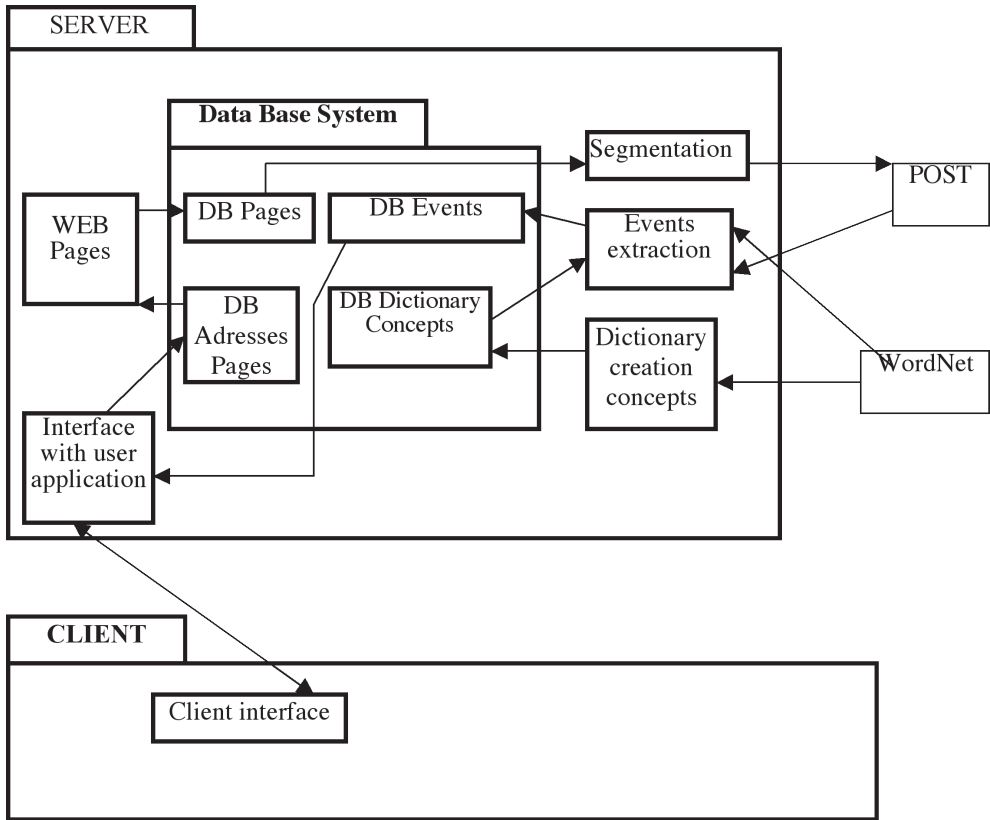 SERVER
Data Base System
Segmentation
POST
WEB
Pages
DB Pages
DB Events
Events
extraction
DB
Adresses
Pages
DB Dictionary
Concepts
Dictionary
creation
concepts
WordNet
Interface
with user
application
CLIENT
Client interface